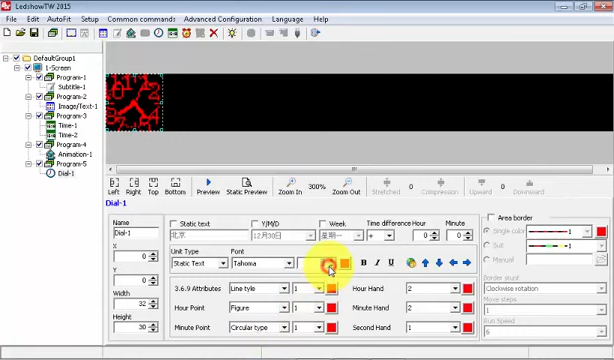 LedshowTW 2015
File Edit AutoFit Setup Common commands Advanced Configuration Language Help
DefaultGroup1
1-Screen
Program-1
Subtitle-1
Program-2
Image/Text-1
Program-3
Time-1
Time-2
Program-4
Animation-1
Program-5
Dial-1
Left Right Top Bottom Preview Static Preview Zoom In 300% Zoom Out Stretched 0 Compression 0 Upward 0 Downward
Dial-1
Name
Dial-1
X
0
Y
0
Width
32
Height
30
Static text Y/M/D Week Time difference Hour Minute
北京 12月30日 星期一 + 0 0
Unit Type Font
Static Text Tahoma B I U
3.6.9 Attributes Line tyle 1 Hour Hand 2
Hour Point Figure 1 Minute Hand 2
Minute Point Circular type 1 Second Hand 1
Area border
Single color 1
Suit 1
Manual
Border stunt
Clockwise rotation
Move steps
1
Run Speed
6